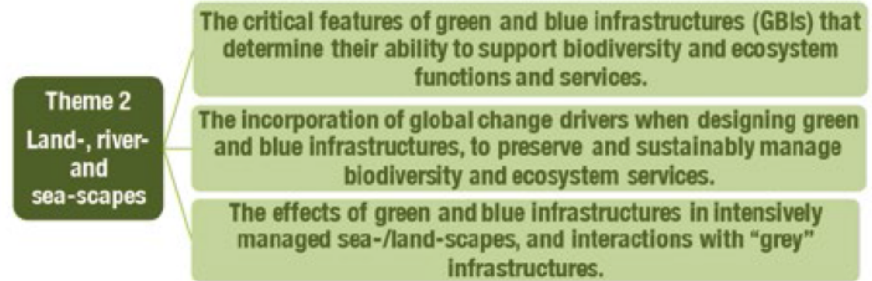 Theme 2
Land-, river-
and
sea-scapes
The critical features of green and blue infrastructures (GBIs) that
determine their ability to support biodiversity and ecosystem
functions and services.
The incorporation of global change drivers when designing green
and blue infrastructures, to preserve and sustainably manage
biodiversity and ecosystem services.
The effects of green and blue infrastructures in intensively
managed sea-/land-scapes, and interactions with “grey”
infrastructures.